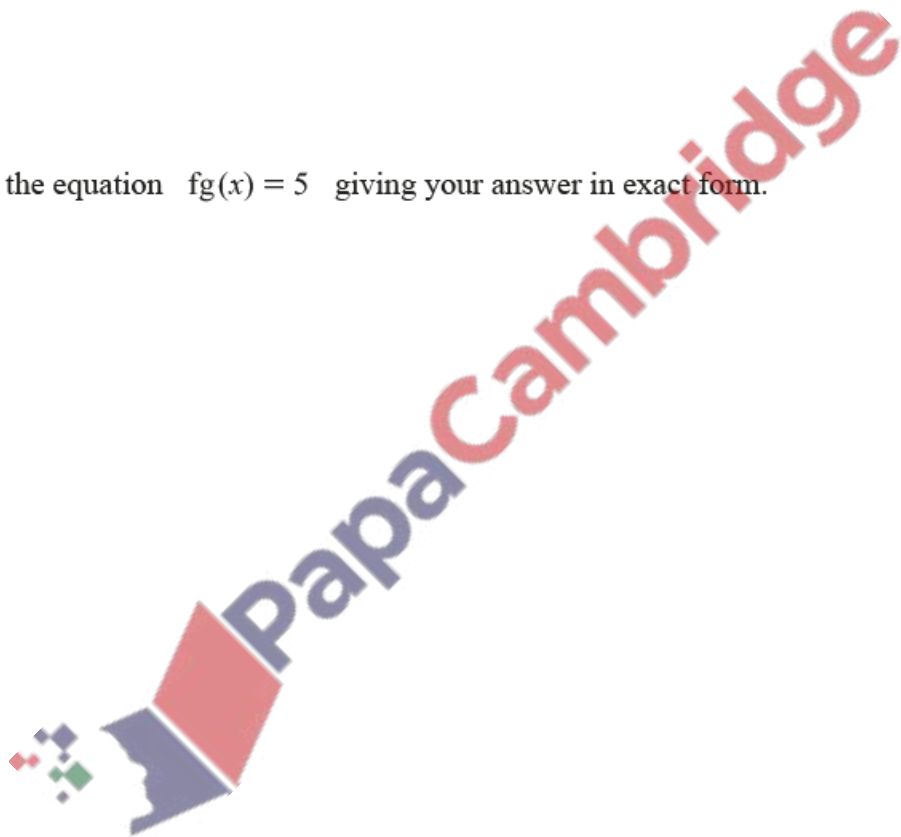 the equation fg(x) = 5 giving your answer in exact form.
PapaCambridge